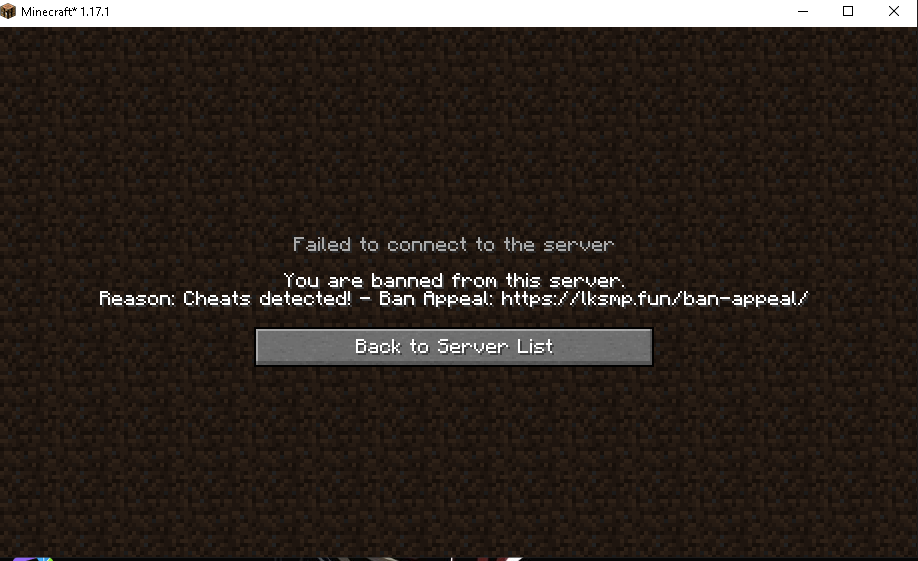 Minecraft* 1.17.1
Failed to connect to the server
You are banned from this server.
Reason: Cheats detected! - Ban Appeal: https://lksmp.fun/ban-appeal/
Back to Server List